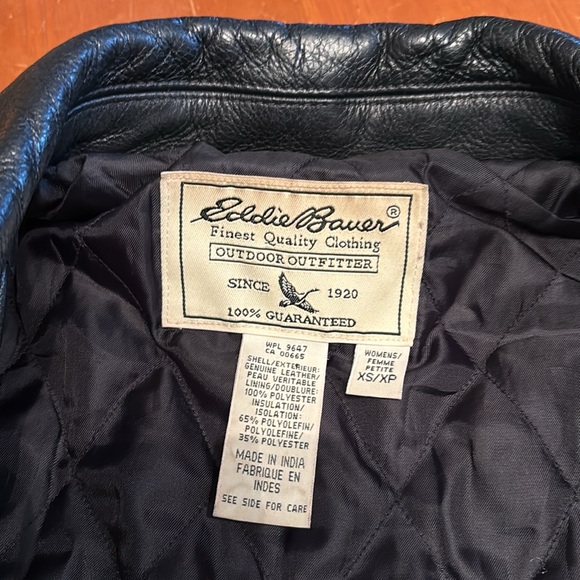 Eddie Bauer®
Finest Quality Clothing
OUTDOOR OUTFITTER
SINCE 1920
100% GUARANTEED
WPL 9647
CA 00665
SHELL/EXTERIEUR:
GENUINE LEATHER/
PEAU VERITABLE
LINING/DOUBLURE:
100% POLYESTER
INSULATION/
ISOLATION:
65% POLYOLEFIN/
POLYOLEFINE/
35% POLYESTER
MADE IN INDIA
FABRIQUE EN
INDES
SEE SIDE FOR CARE
WOMENS/
FEMME
PETITE
XS/XP